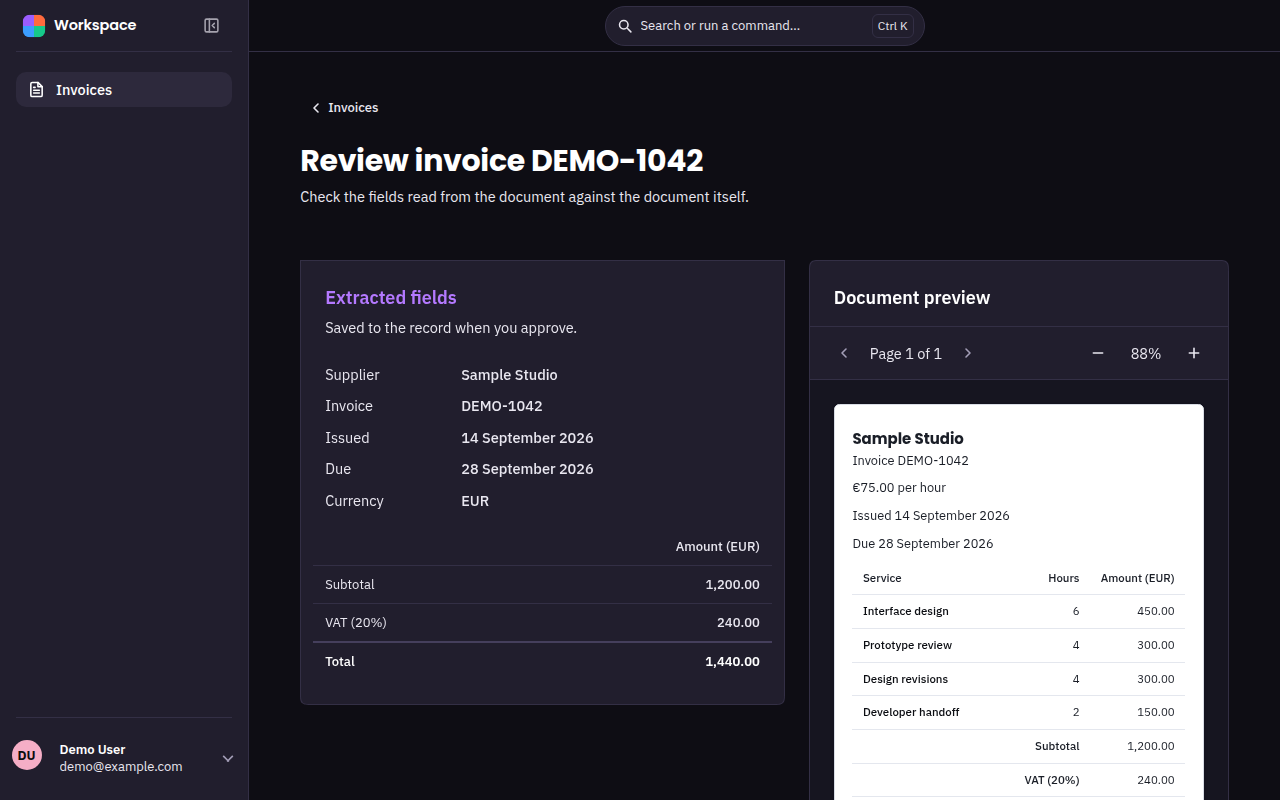 Workspace
Search or run a command...
Ctrl K
Invoices
Invoices
Review invoice DEMO-1042
Check the fields read from the document against the document itself.
Extracted fields
Saved to the record when you approve.
Supplier Sample Studio
Invoice DEMO-1042
Issued 14 September 2026
Due 28 September 2026
Currency EUR
Amount (EUR)
Subtotal 1,200.00
VAT (20%) 240.00
Total 1,440.00
Document preview
Page 1 of 1
88%
Sample Studio
Invoice DEMO-1042
€75.00 per hour
Issued 14 September 2026
Due 28 September 2026
Service Hours Amount (EUR)
Interface design 6 450.00
Prototype review 4 300.00
Design revisions 4 300.00
Developer handoff 2 150.00
Subtotal 1,200.00
VAT (20%) 240.00
DU
Demo User
demo@example.com